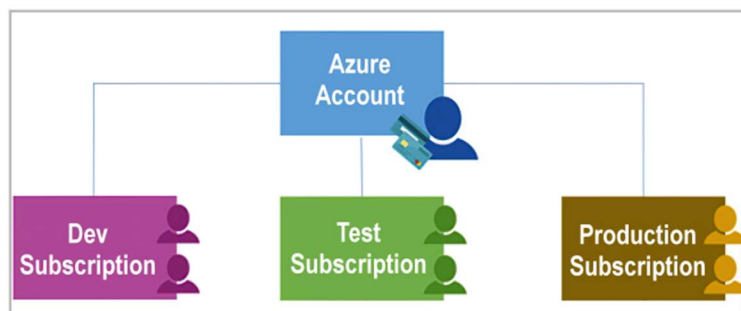 Azure
Account
Dev
Subscription
Test
Subscription
Production
Subscription